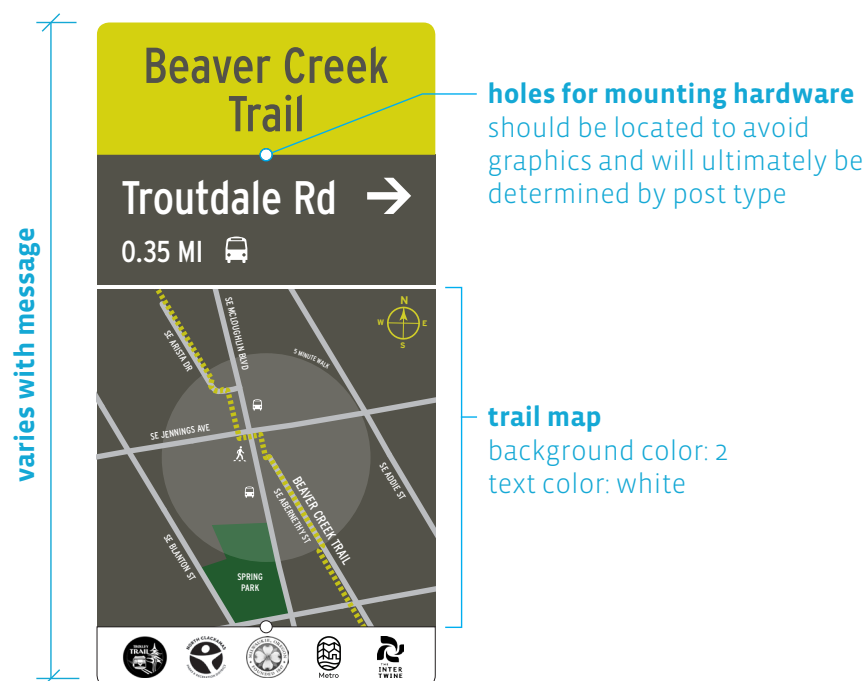 Beaver Creek
Trail
holes for mounting hardware
should be located to avoid
graphics and will ultimately be
determined by post type
Troutdale Rd
0.35 MI
varies with message
N
W E
S
SE MCLOUGHLIN BLVD
SE ARISTA DR
5 MINUTE WALK
SE JENNINGS AVE
SE ADDIE ST
BEAVER CREEK TRAIL
SE ABERNETHY ST
SE BLANTON ST
SPRING
PARK
trail map
background color: 2
text color: white
TROLLEY
TRAIL
NORTH CLACKAMAS
MILWAUKIE, OREGON
Metro
THE
INTER
TWINE